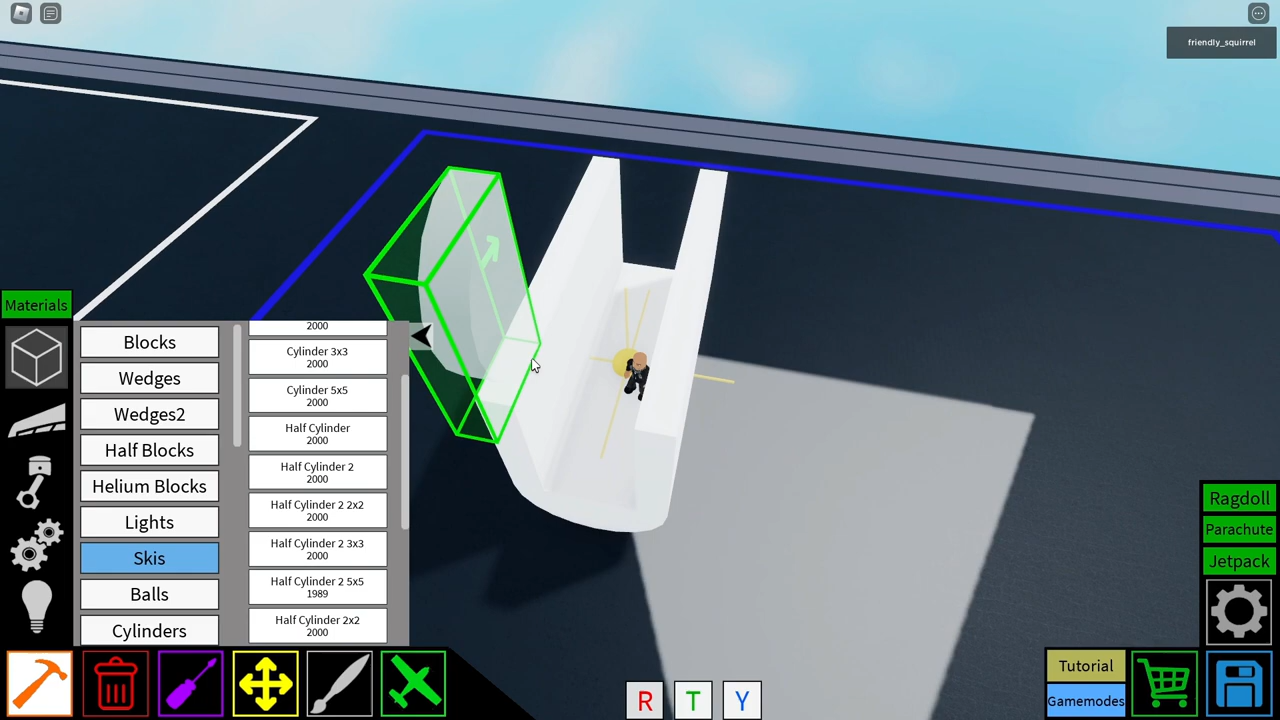 friendly_squirrel
Materials
Blocks
Wedges
Wedges2
Half Blocks
Helium Blocks
Lights
Skis
Balls
Cylinders
2000
Cylinder 3x3
2000
Cylinder 5x5
2000
Half Cylinder
2000
Half Cylinder 2
2000
Half Cylinder 2 2x2
2000
Half Cylinder 2 3x3
2000
Half Cylinder 2 5x5
1989
Half Cylinder 2x2
2000
Ragdoll
Parachute
Jetpack
R T Y
Tutorial
Gamemodes